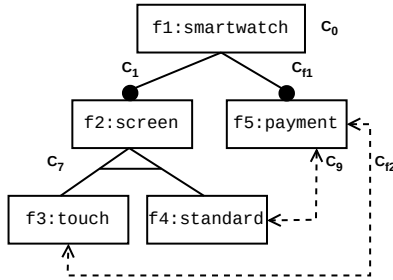 f1:smartwatch C0
C1 Cf1
f2:screen f5:payment
C7 C9 Cf2
f3:touch f4:standard